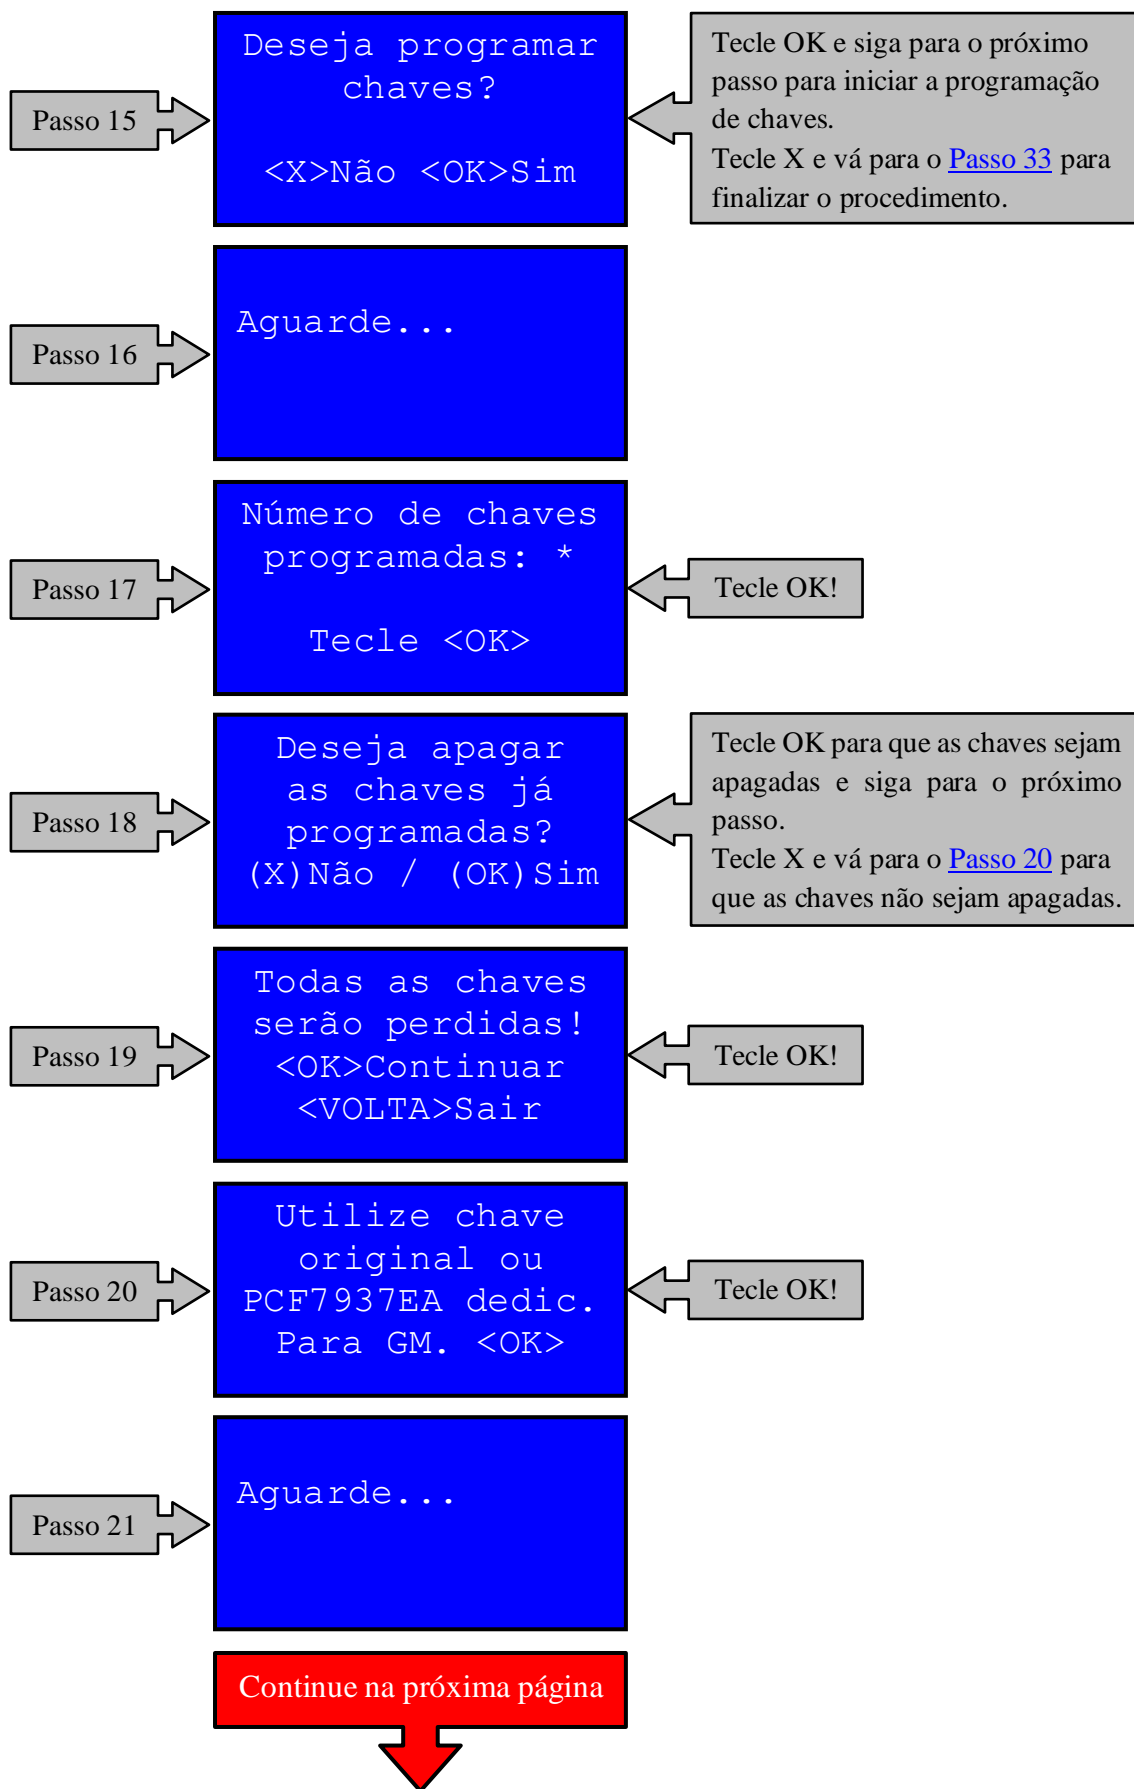 Passo 15
Deseja programar
chaves?
<X>Não <OK>Sim
Tecle OK e siga para o próximo
passo para iniciar a programação
de chaves.
Tecle X e vá para o Passo 33 para
finalizar o procedimento.
Passo 16
Aguarde...
Passo 17
Número de chaves
programadas: *
Tecle <OK>
Tecle OK!
Passo 18
Deseja apagar
as chaves já
programadas?
(X)Não / (OK)Sim
Tecle OK para que as chaves sejam
apagadas e siga para o próximo
passo.
Tecle X e vá para o Passo 20 para
que as chaves não sejam apagadas.
Passo 19
Todas as chaves
serão perdidas!
<OK>Continuar
<VOLTA>Sair
Tecle OK!
Passo 20
Utilize chave
original ou
PCF7937EA dedic.
Para GM. <OK>
Tecle OK!
Passo 21
Aguarde...
Continue na próxima página